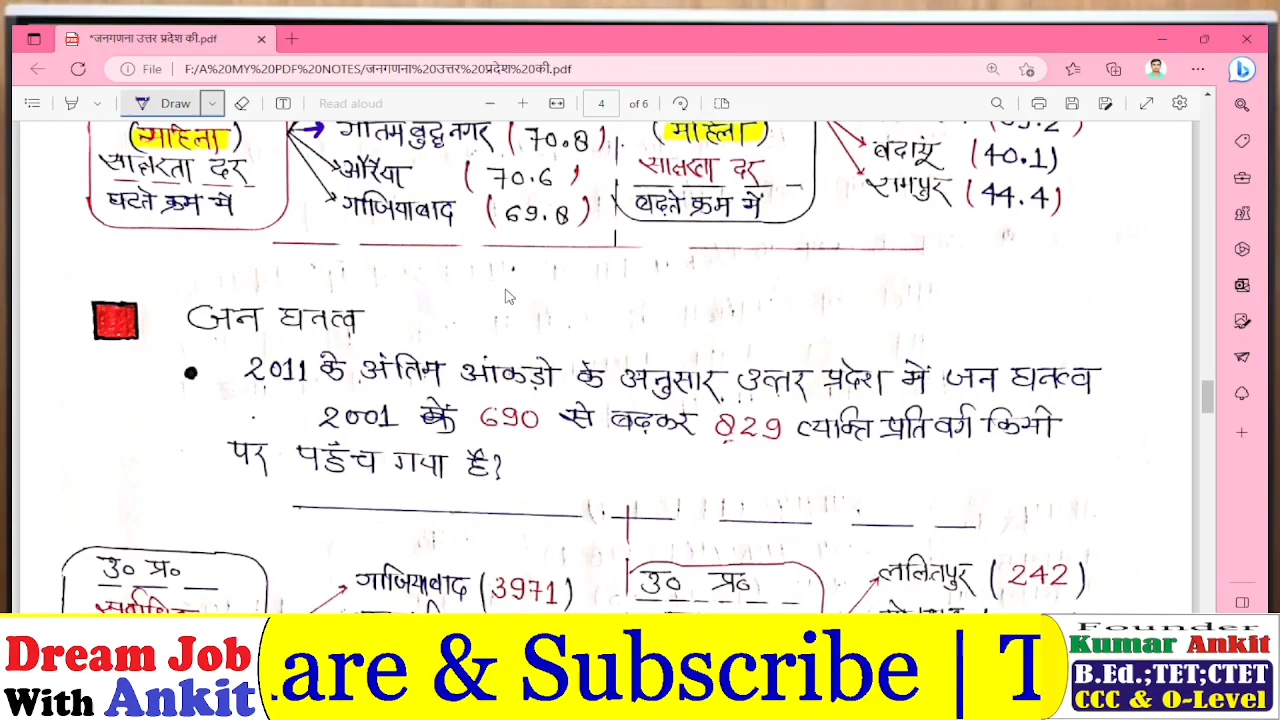 *जनगणना उत्तर प्रदेश की.pdf
File F:/A%20MY%20PDF%20NOTES/जनगणना%20उत्तर%20प्रदेश%20की.pdf
Draw Read aloud 4 of 6
(महिला)
साक्षरता दर
घटते क्रम में
गौतम बुद्ध नगर (70.8)
औरैया (70.6)
गाजियाबाद (69.8)
(महिला)
साक्षरता दर
बढ़ते क्रम में
बदायूं (40.1)
रामपुर (44.4)
जन घनत्व
2011 के अंतिम आंकड़ो के अनुसार उत्तर प्रदेश में जन घनत्व
2001 के 690 से बढ़कर 829 व्यक्ति प्रति वर्ग किमी
पर पहुँच गया है?
उ० प्र०
गाजियाबाद (3971)
उ० प्र०
ललितपुर (242)
Dream Job
With Ankit
are & Subscribe | T
Founder
Kumar Ankit
B.Ed.;TET;CTET
CCC & O-Level